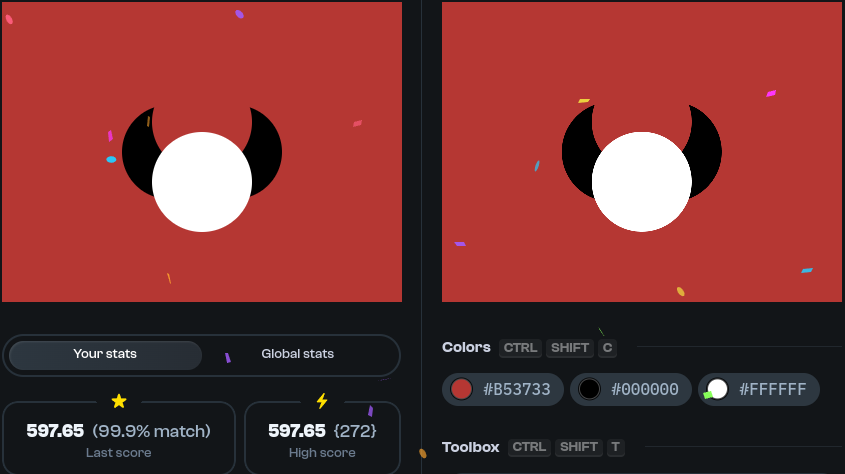 Your stats
Global stats
597.65 (99.9% match)
Last score
597.65 {272}
High score
Colors CTRL SHIFT C
#B53733 #000000 #FFFFFF
Toolbox CTRL SHIFT T